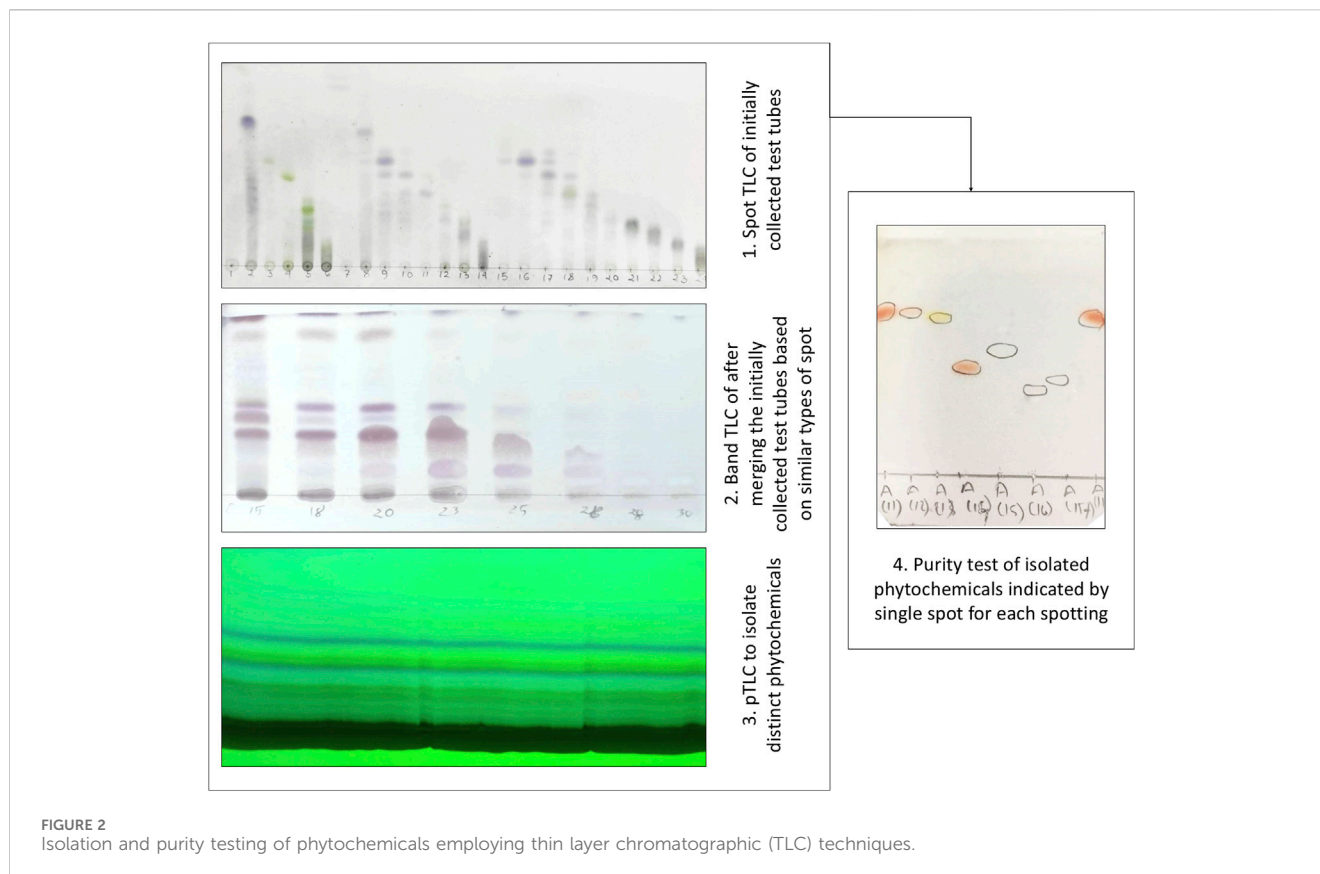 1. Spot TLC of initially
collected test tubes
1 2 3 4 5 6 7 8 9 10 11 12 13 14 15 16 17 18 19 20 21 22 23
2. Band TLC of after
merging the initially
collected test tubes based
on similar types of spot
15 18 20 23 25 28 30
3. pTLC to isolate
distinct phytochemicals
A A A A A A A A
(11) (12) (13) (15) (16)
4. Purity test of isolated
phytochemicals indicated by
single spot for each spotting
FIGURE 2
Isolation and purity testing of phytochemicals employing thin layer chromatographic (TLC) techniques.